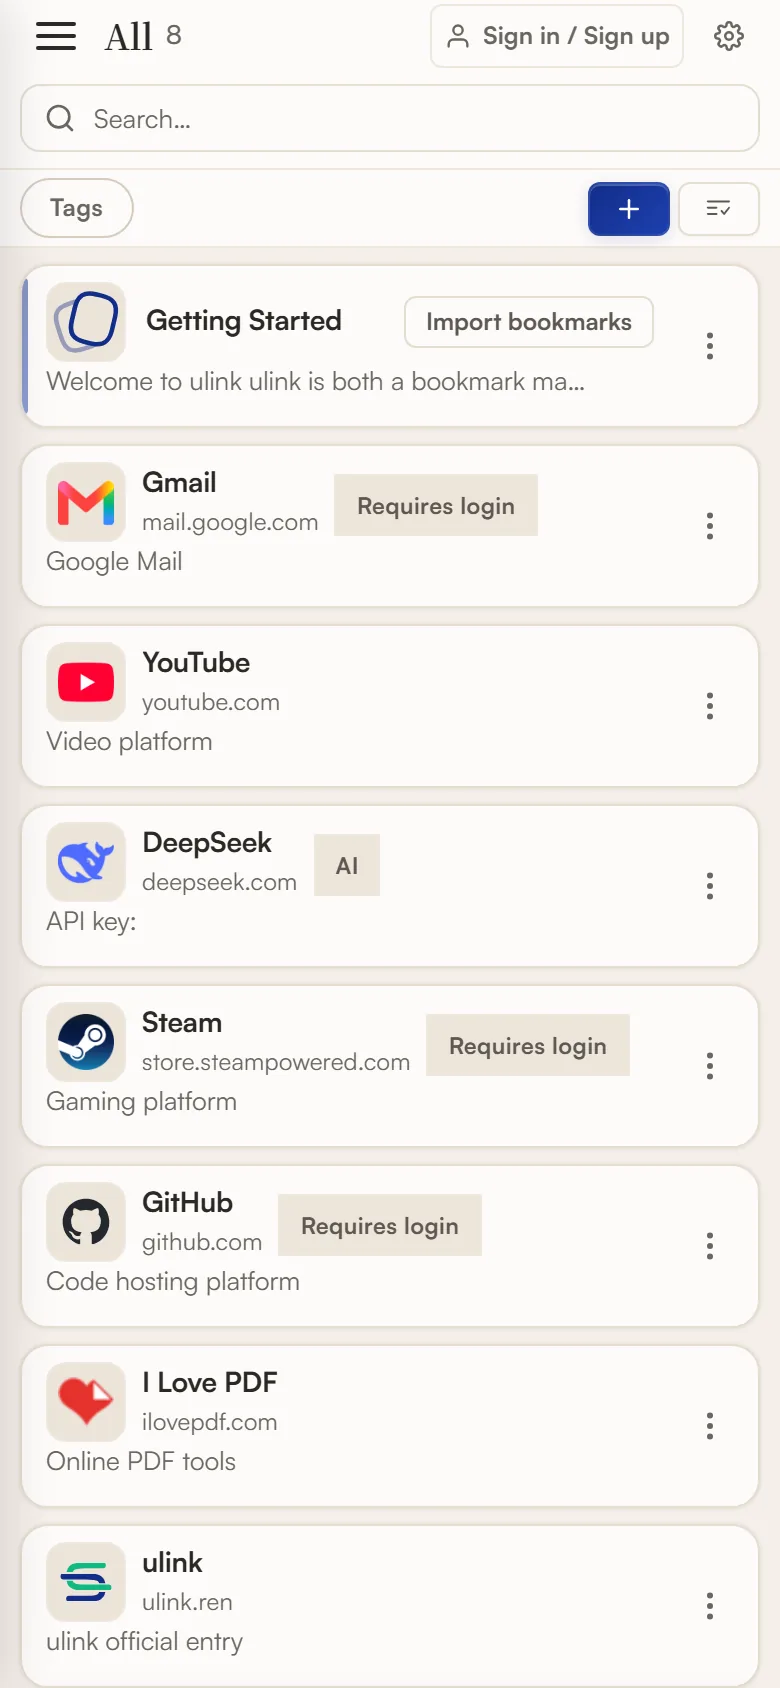 All 8
Sign in / Sign up
Search...
Tags
Getting Started
Import bookmarks
Welcome to ulink ulink is both a bookmark ma...
Gmail
mail.google.com
Requires login
Google Mail
YouTube
youtube.com
Video platform
DeepSeek
deepseek.com
AI
API key:
Steam
store.steampowered.com
Requires login
Gaming platform
GitHub
github.com
Requires login
Code hosting platform
I Love PDF
ilovepdf.com
Online PDF tools
ulink
ulink.ren
ulink official entry